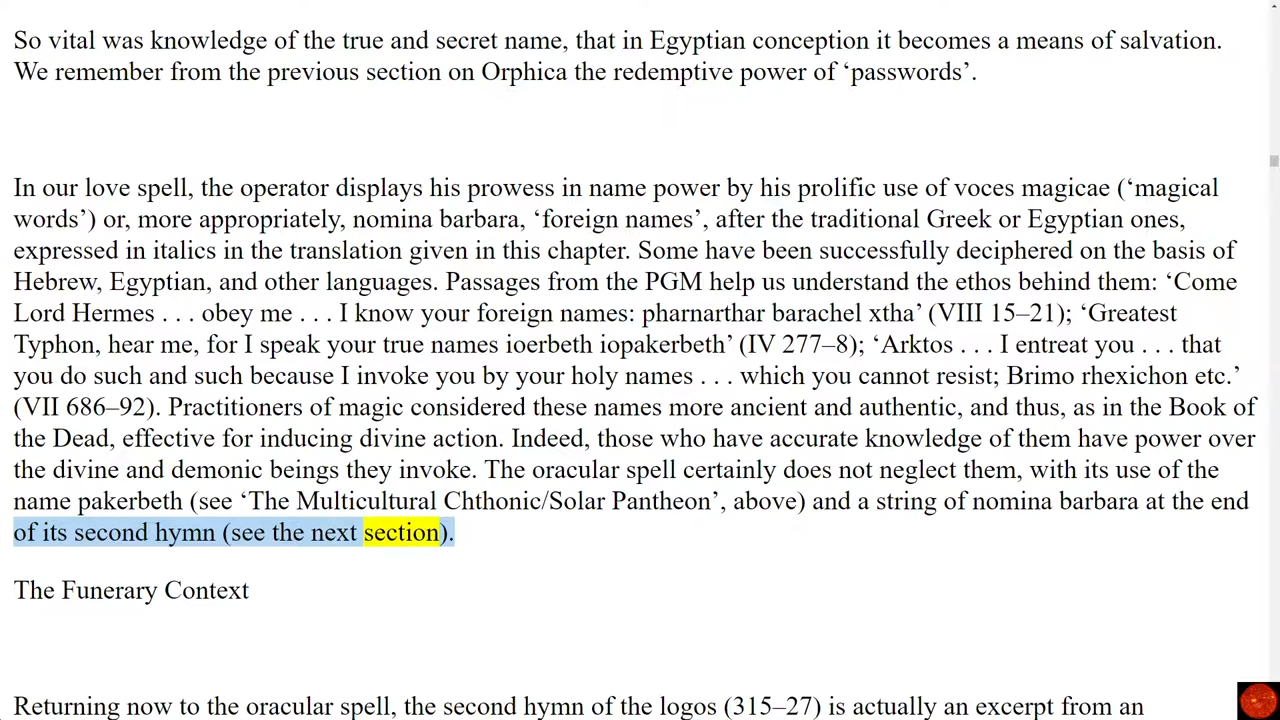 So vital was knowledge of the true and secret name, that in Egyptian conception it becomes a means of salvation.
We remember from the previous section on Orphica the redemptive power of ‘passwords’.
In our love spell, the operator displays his prowess in name power by his prolific use of voces magicae (‘magical
words’) or, more appropriately, nomina barbara, ‘foreign names’, after the traditional Greek or Egyptian ones,
expressed in italics in the translation given in this chapter. Some have been successfully deciphered on the basis of
Hebrew, Egyptian, and other languages. Passages from the PGM help us understand the ethos behind them: ‘Come
Lord Hermes . . . obey me . . . I know your foreign names: pharnarthar barachel xtha’ (VIII 15–21); ‘Greatest
Typhon, hear me, for I speak your true names ioerbeth iopakerbeth’ (IV 277–8); ‘Arktos . . . I entreat you . . . that
you do such and such because I invoke you by your holy names . . . which you cannot resist; Brimo rhexichon etc.’
(VII 686–92). Practitioners of magic considered these names more ancient and authentic, and thus, as in the Book of
the Dead, effective for inducing divine action. Indeed, those who have accurate knowledge of them have power over
the divine and demonic beings they invoke. The oracular spell certainly does not neglect them, with its use of the
name pakerbeth (see ‘The Multicultural Chthonic/Solar Pantheon’, above) and a string of nomina barbara at the end
of its second hymn (see the next section).
The Funerary Context
Returning now to the oracular spell, the second hymn of the logos (315–27) is actually an excerpt from an